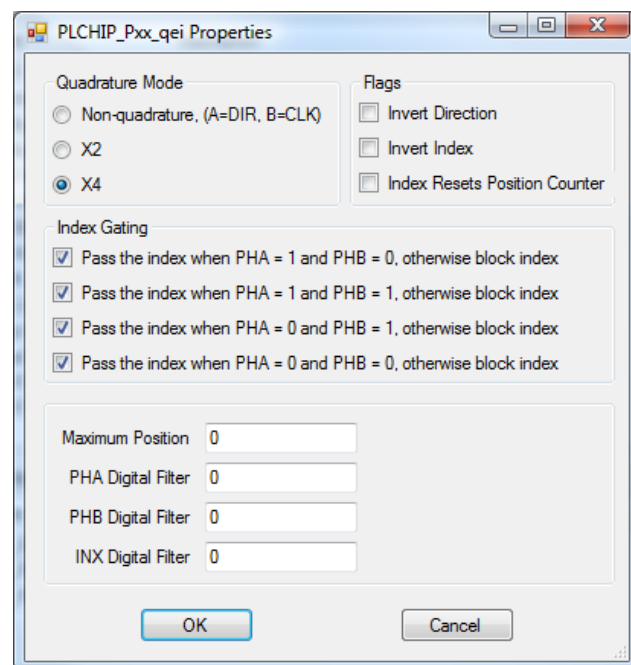 PLCHIP_Pxx_qei Properties
Quadrature Mode
Non-quadrature, (A=DIR, B=CLK)
X2
X4
Flags
Invert Direction
Invert Index
Index Resets Position Counter
Index Gating
Pass the index when PHA = 1 and PHB = 0, otherwise block index
Pass the index when PHA = 1 and PHB = 1, otherwise block index
Pass the index when PHA = 0 and PHB = 1, otherwise block index
Pass the index when PHA = 0 and PHB = 0, otherwise block index
Maximum Position 0
PHA Digital Filter 0
PHB Digital Filter 0
INX Digital Filter 0
OK Cancel